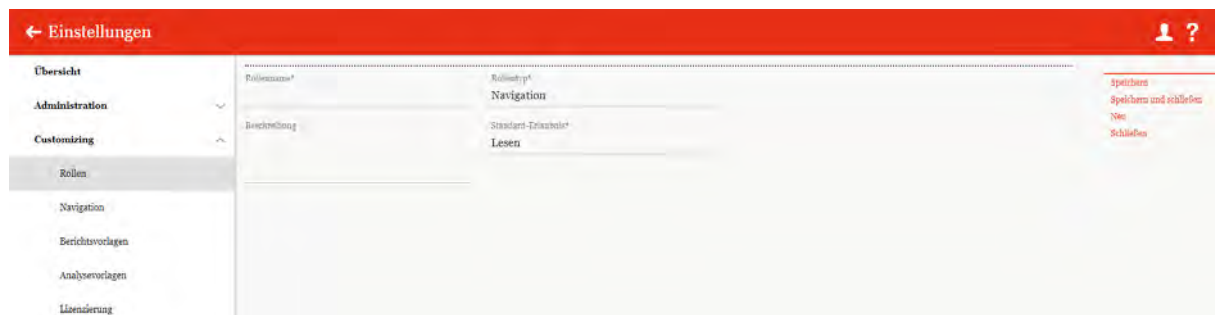 ← Einstellungen ?
Übersicht
Administration
Customizing
Rollen
Navigation
Berichtsvorlagen
Analysevorlagen
Lizenzierung
Rollenname*
Rollentyp*
Navigation
Beschreibung
Standard-Erlaubnis*
Lesen
Speichern
Speichern und schließen
Neu
Schließen